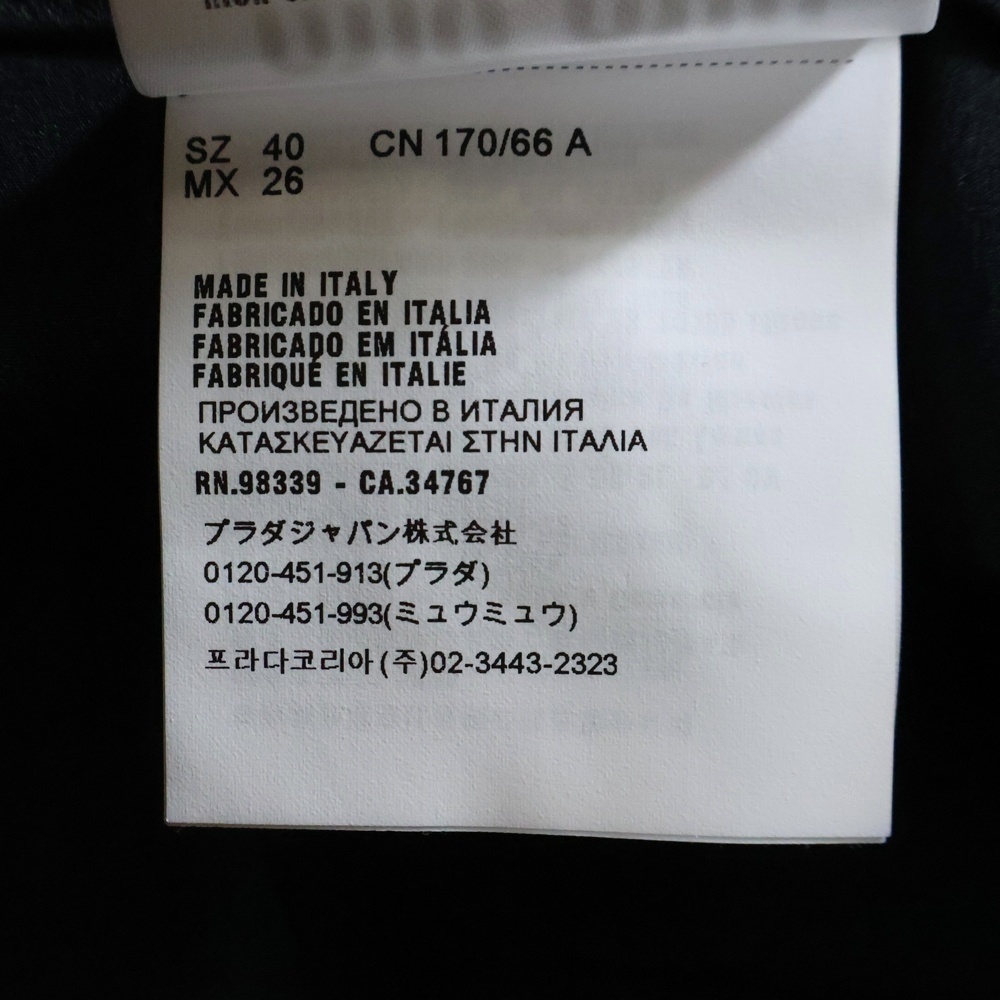 SZ 40 CN 170/66 A
MX 26
MADE IN ITALY
FABRICADO EN ITALIA
FABRICADO EM ITÁLIA
FABRIQUÉ EN ITALIE
ПРОИЗВЕДЕНО В ИТАЛИЯ
ΚΑΤΑΣΚΕΥΑΖΕΤΑΙ ΣΤΗΝ ΙΤΑΛΙΑ
RN.98339 - CA.34767
プラダジャパン株式会社
0120-451-913(プラダ)
0120-451-993(ミュウミュウ)
프라다코리아(주)02-3443-2323